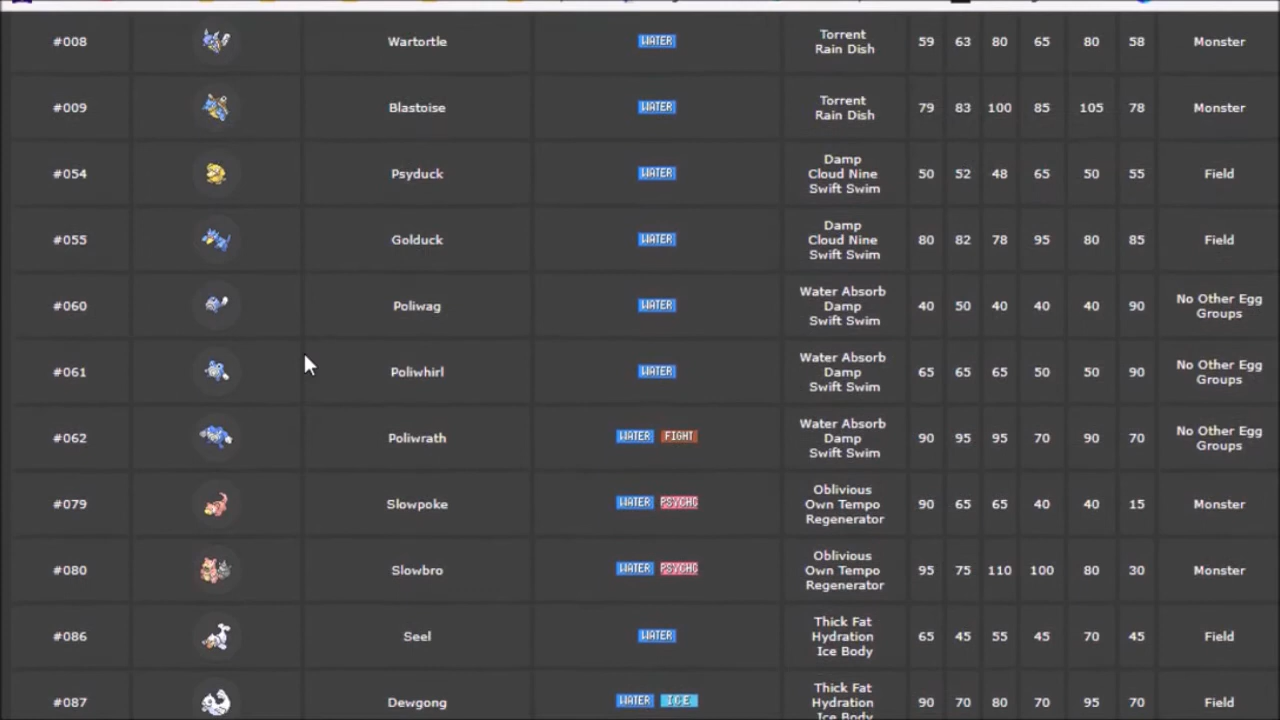 #008 Wartortle WATER Torrent 59 63 80 65 80 58 Monster
Rain Dish
#009 Blastoise WATER Torrent 79 83 100 85 105 78 Monster
Rain Dish
Damp
#054 Psyduck WATER Cloud Nine 50 52 48 65 50 55 Field
Swift Swim
Damp
#055 Golduck WATER Cloud Nine 80 82 78 95 80 85 Field
Swift Swim
Water Absorb No Other Egg
#060 Poliwag WATER Damp 40 50 40 40 40 90 Groups
Swift Swim
Water Absorb No Other Egg
#061 Poliwhirl WATER Damp 65 65 65 50 50 90 Groups
Swift Swim
Water Absorb No Other Egg
#062 Poliwrath WATER FIGHT Damp 90 95 95 70 90 70 Groups
Swift Swim
Oblivious
#079 Slowpoke WATER PSYCHC Own Tempo 90 65 65 40 40 15 Monster
Regenerator
Oblivious
#080 Slowbro WATER PSYCHC Own Tempo 95 75 110 100 80 30 Monster
Regenerator
Thick Fat
#086 Seel WATER Hydration 65 45 55 45 70 45 Field
Ice Body
Thick Fat
#087 Dewgong WATER ICE Hydration 90 70 80 70 95 70 Field
Ice Body